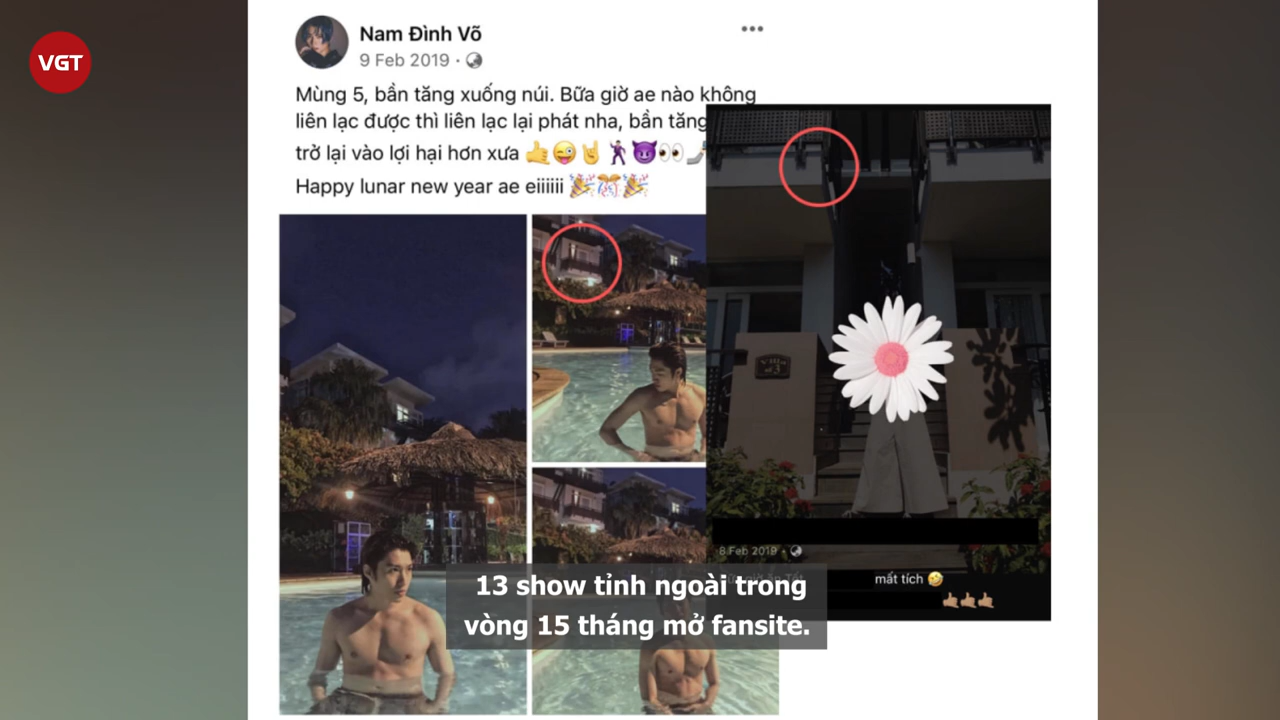 VGT
Nam Đình Võ
9 Feb 2019
Mùng 5, bần tăng xuống núi. Bữa giờ ae nào không
liên lạc được thì liên lạc lại phát nha, bần tăng
trở lại vào lợi hại hơn xưa 🤙😜🤘🕺😈👀🤳
Happy lunar new year ae eiiiiii 🎉🎊🎉
Villa
8 Feb 2019
mất tích 🤣
🤙🤙🤙
13 show tỉnh ngoài trong
vòng 15 tháng mở fansite.